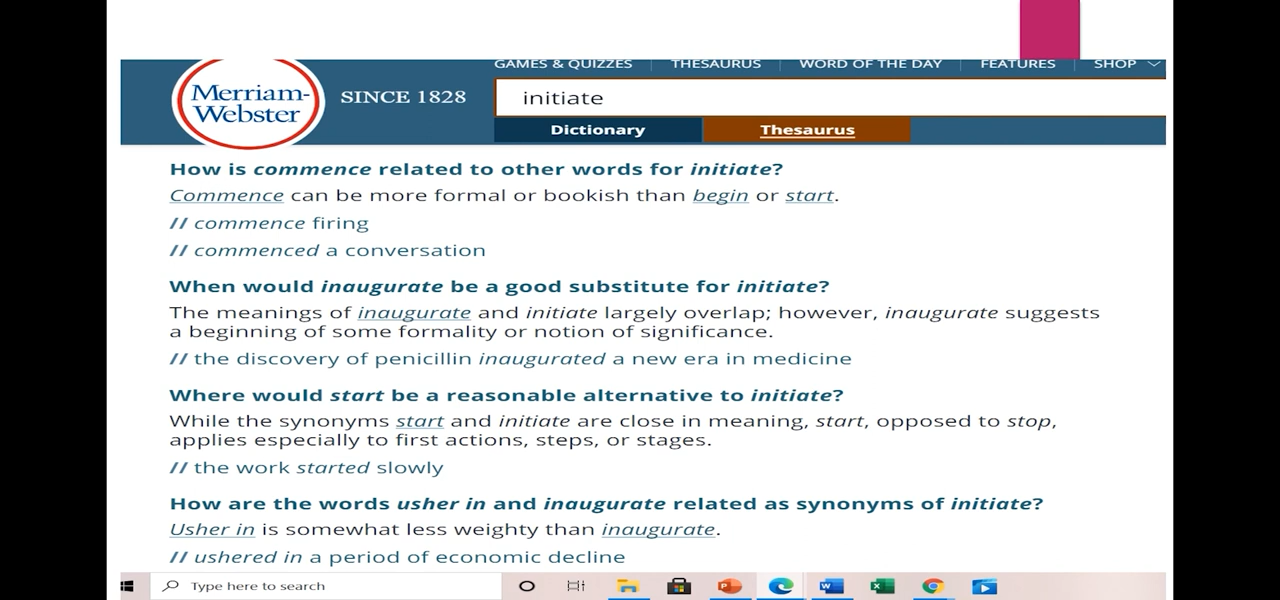 GAMES & QUIZZES THESAURUS WORD OF THE DAY FEATURES SHOP
Merriam-
Webster
SINCE 1828
initiate
Dictionary Thesaurus
How is commence related to other words for initiate?
Commence can be more formal or bookish than begin or start.
// commence firing
// commenced a conversation
When would inaugurate be a good substitute for initiate?
The meanings of inaugurate and initiate largely overlap; however, inaugurate suggests
a beginning of some formality or notion of significance.
// the discovery of penicillin inaugurated a new era in medicine
Where would start be a reasonable alternative to initiate?
While the synonyms start and initiate are close in meaning, start, opposed to stop,
applies especially to first actions, steps, or stages.
// the work started slowly
How are the words usher in and inaugurate related as synonyms of initiate?
Usher in is somewhat less weighty than inaugurate.
// ushered in a period of economic decline
Type here to search